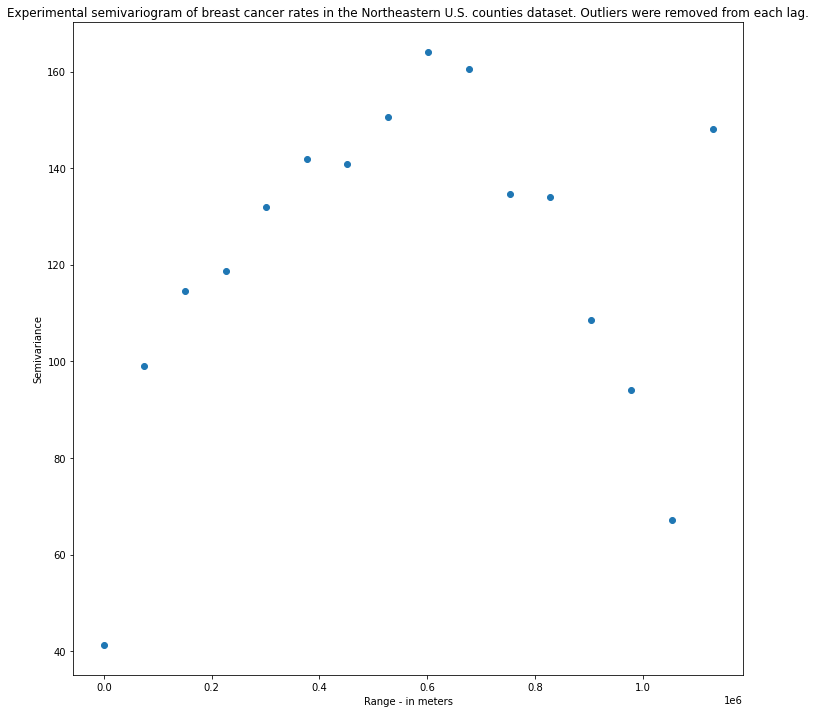 Experimental semivariogram of breast cancer rates in the Northeastern U.S. counties dataset. Outliers were removed from each lag.
160
140
120
100
80
60
40
Semivariance
0.0 0.2 0.4 0.6 0.8 1.0
1e6
Range - in meters